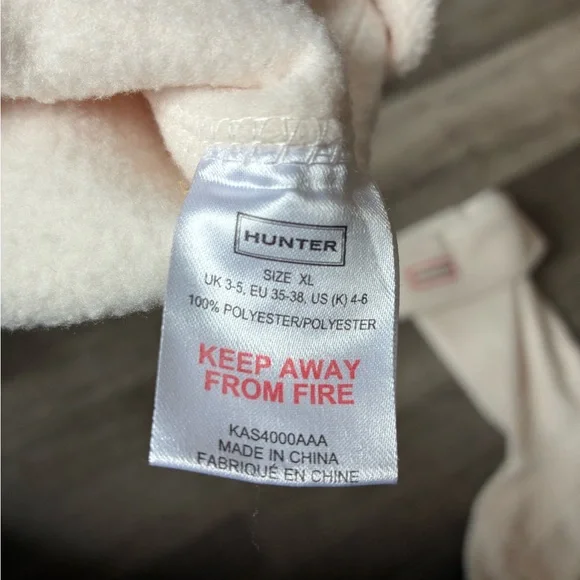 HUNTER
SIZE XL
UK 3-5, EU 35-38, US (K) 4-6
100% POLYESTER/POLYESTER
KEEP AWAY
FROM FIRE
KAS4000AAA
MADE IN CHINA
FABRIQUÉ EN CHINE